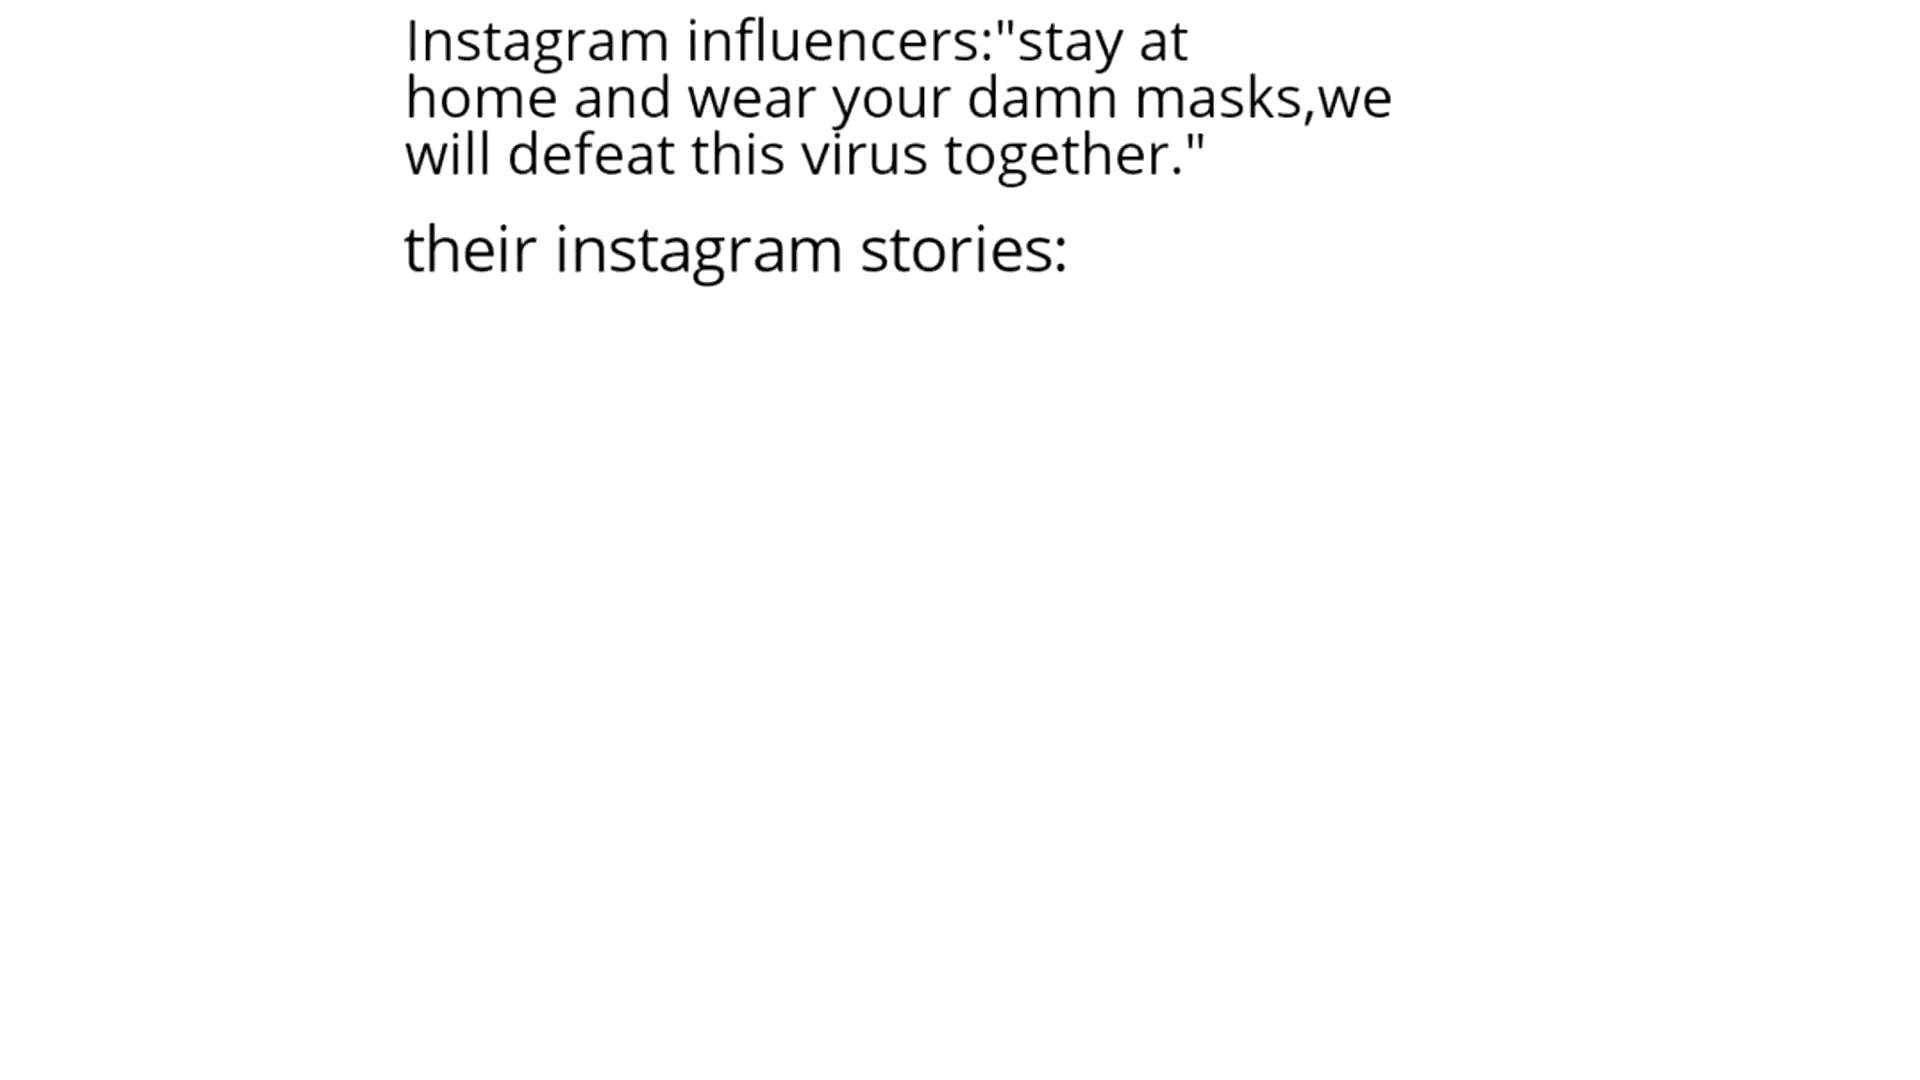 Instagram influencers:"stay at
home and wear your damn masks,we
will defeat this virus together."
their instagram stories: